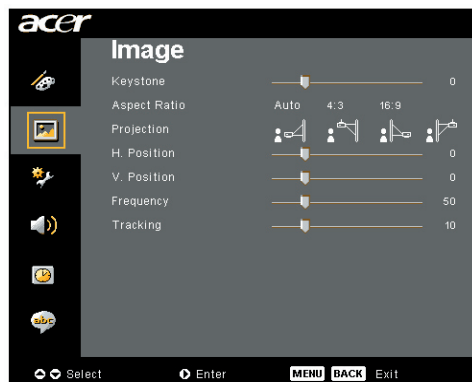 acer
Image
Keystone 0
Aspect Ratio Auto 4:3 16:9
Projection
H. Position 0
V. Position 0
Frequency 50
Tracking 10
abc
Select Enter MENU BACK Exit